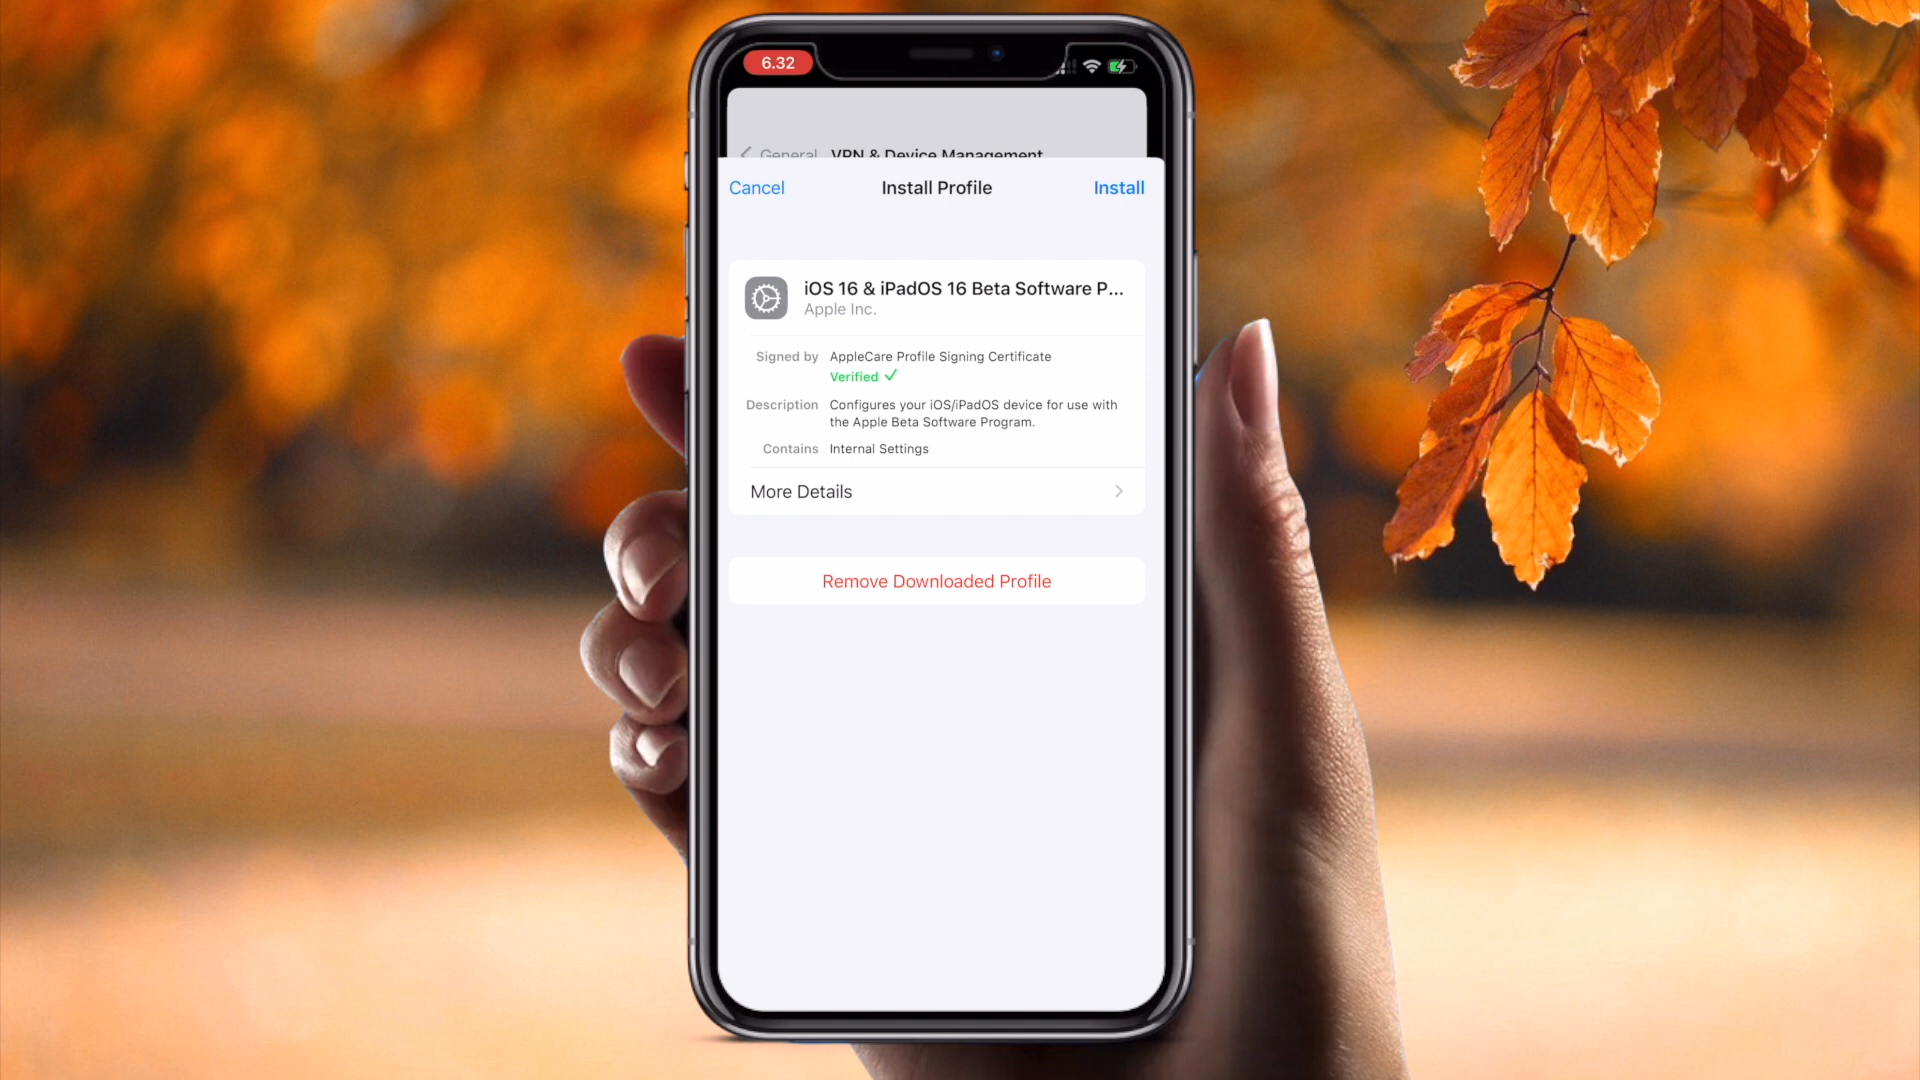 6.32
General VPN & Device Management
Cancel Install Profile Install
iOS 16 & iPadOS 16 Beta Software P...
Apple Inc.
Signed by AppleCare Profile Signing Certificate
Verified ✓
Description Configures your iOS/iPadOS device for use with
the Apple Beta Software Program.
Contains Internal Settings
More Details
Remove Downloaded Profile